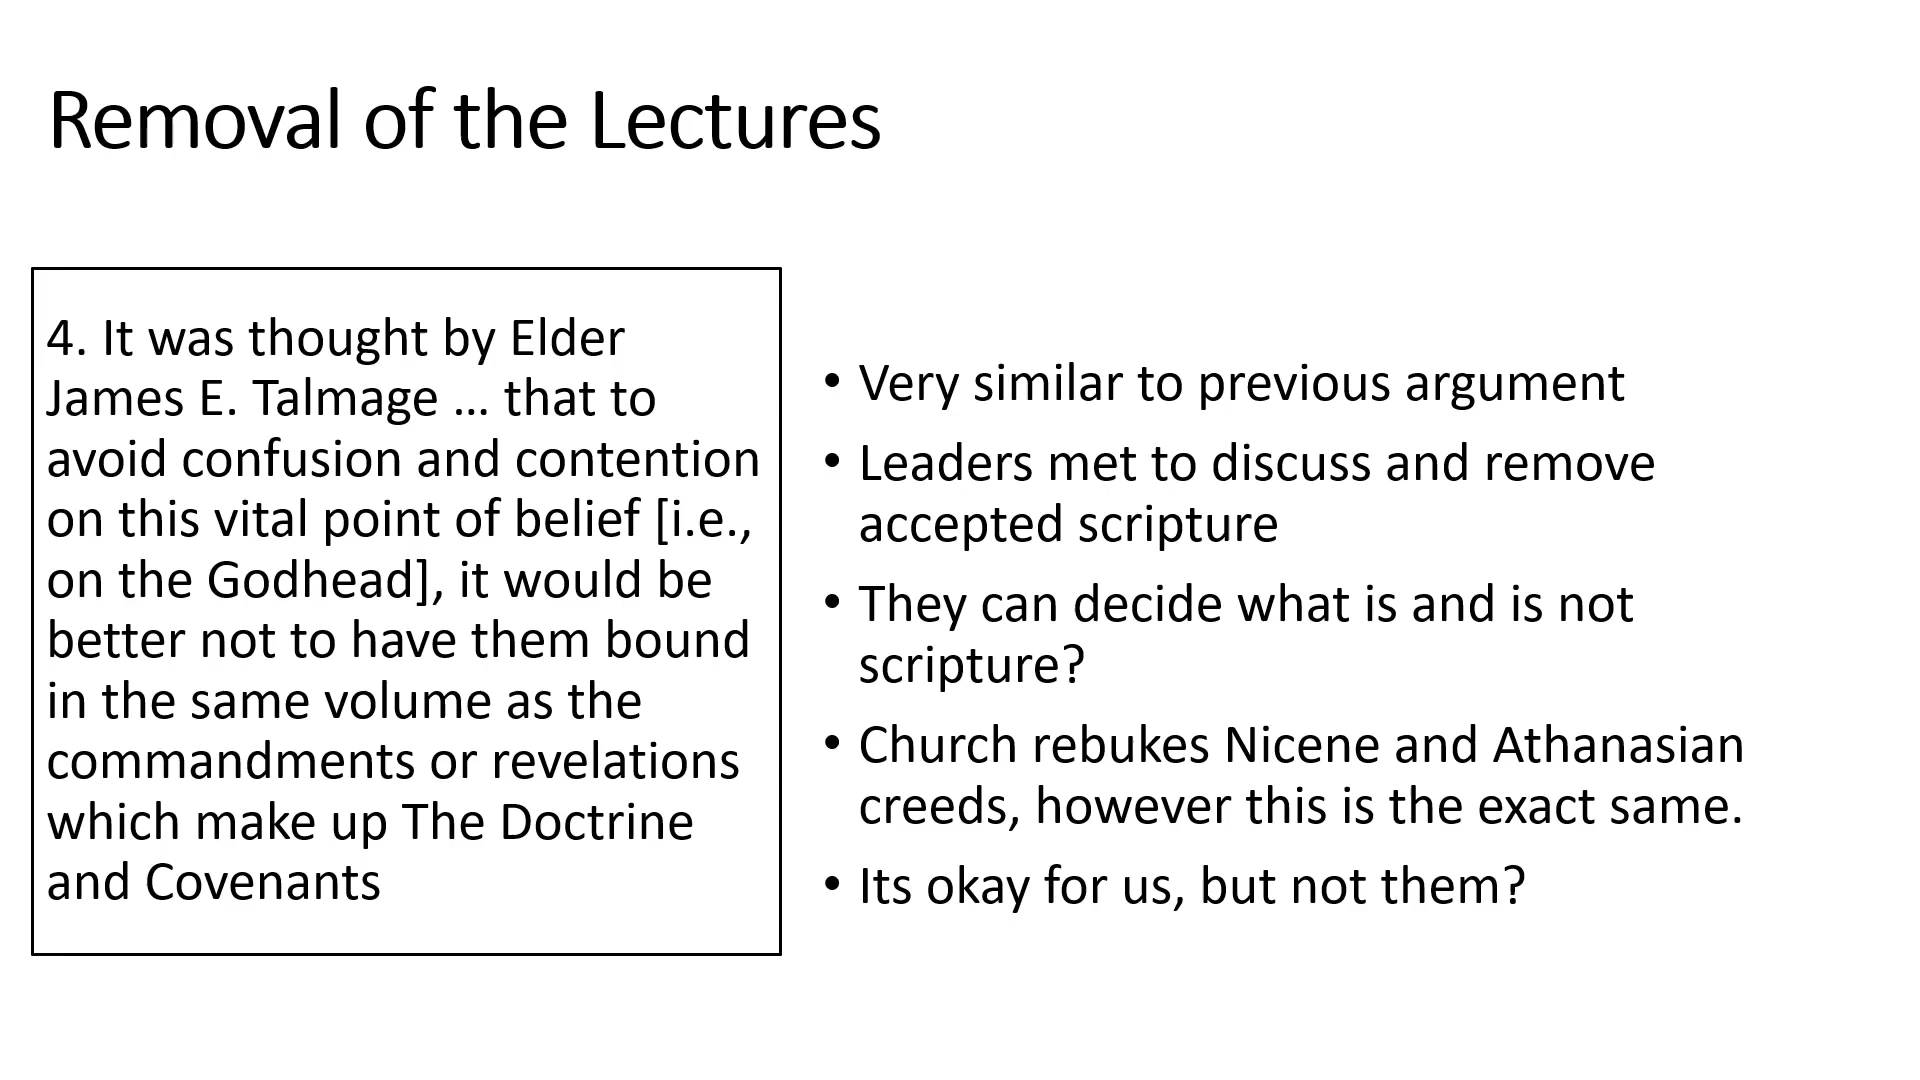 Removal of the Lectures
4. It was thought by Elder
James E. Talmage ... that to
avoid confusion and contention
on this vital point of belief [i.e.,
on the Godhead], it would be
better not to have them bound
in the same volume as the
commandments or revelations
which make up The Doctrine
and Covenants
• Very similar to previous argument
• Leaders met to discuss and remove
accepted scripture
• They can decide what is and is not
scripture?
• Church rebukes Nicene and Athanasian
creeds, however this is the exact same.
• Its okay for us, but not them?